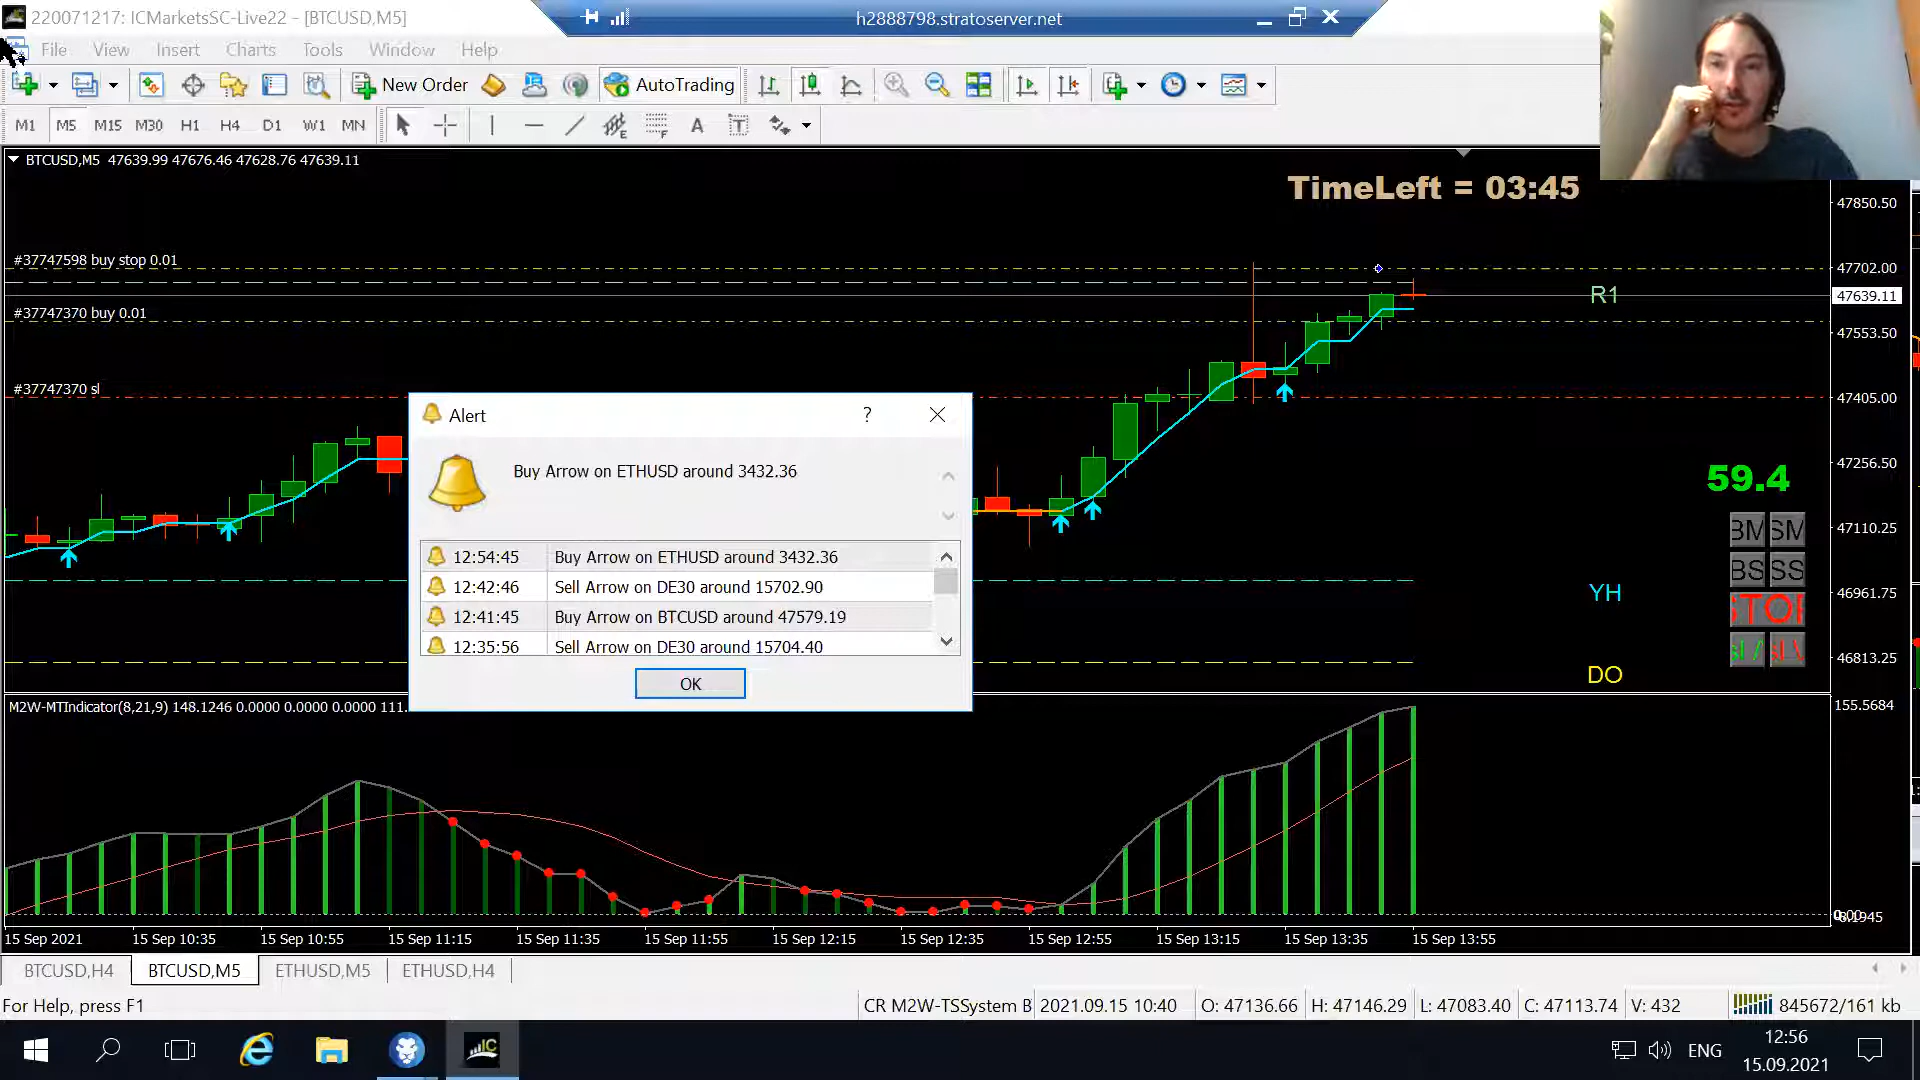 220071217: ICMarketsSC-Live22 - [BTCUSD,M5]
h2888798.stratoserver.net
File View Insert Charts Tools Window Help
New Order AutoTrading
M1 M5 M15 M30 H1 H4 D1 W1 MN
BTCUSD,M5 47639.99 47676.46 47628.76 47639.11
TimeLeft = 03:45
47850.50
#37747598 buy stop 0.01
47702.00
R1
47639.11
#37747370 buy 0.01
47553.50
#37747370 sl
47405.00
47256.50
59.4
BM SM
47110.25
BS SS
YH
46961.75
STOP
DO
46813.25
Alert
Buy Arrow on ETHUSD around 3432.36
12:54:45 Buy Arrow on ETHUSD around 3432.36
12:42:46 Sell Arrow on DE30 around 15702.90
12:41:45 Buy Arrow on BTCUSD around 47579.19
12:35:56 Sell Arrow on DE30 around 15704.40
OK
M2W-MTIndicator(8,21,9) 148.1246 0.0000 0.0000 0.0000 111.
155.5684
15 Sep 2021 15 Sep 10:35 15 Sep 10:55 15 Sep 11:15 15 Sep 11:35 15 Sep 11:55 15 Sep 12:15 15 Sep 12:35 15 Sep 12:55 15 Sep 13:15 15 Sep 13:35 15 Sep 13:55
BTCUSD,H4 BTCUSD,M5 ETHUSD,M5 ETHUSD,H4
For Help, press F1
CR M2W-TSSystem B 2021.09.15 10:40 O: 47136.66 H: 47146.29 L: 47083.40 C: 47113.74 V: 432 845672/161 kb
IC
ENG
12:56
15.09.2021